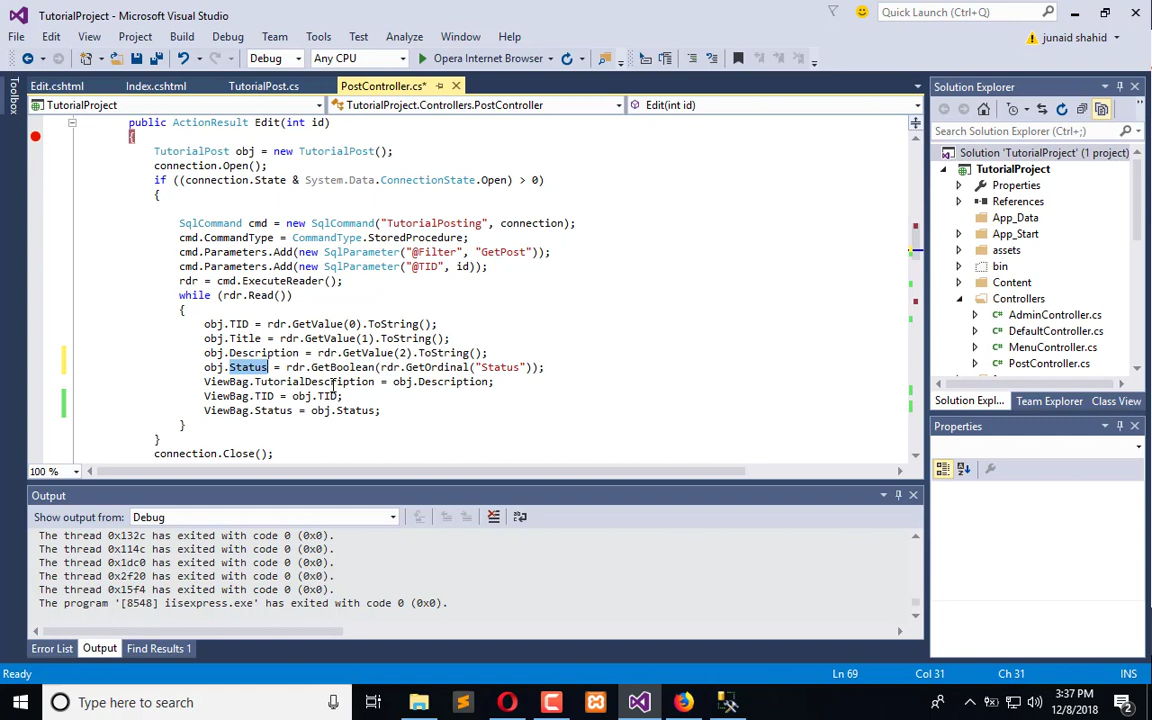 TutorialProject - Microsoft Visual Studio
Quick Launch (Ctrl+Q)
File Edit View Project Build Debug Team Tools Test Analyze Window Help
junaid shahid
Debug Any CPU Opera Internet Browser
Toolbox
Edit.cshtml Index.cshtml TutorialPost.cs PostController.cs*
TutorialProject TutorialProject.Controllers.PostController Edit(int id)
public ActionResult Edit(int id)
{
TutorialPost obj = new TutorialPost();
connection.Open();
if ((connection.State & System.Data.ConnectionState.Open) > 0)
{
SqlCommand cmd = new SqlCommand("TutorialPosting", connection);
cmd.CommandType = CommandType.StoredProcedure;
cmd.Parameters.Add(new SqlParameter("@Filter", "GetPost"));
cmd.Parameters.Add(new SqlParameter("@TID", id));
rdr = cmd.ExecuteReader();
while (rdr.Read())
{
obj.TID = rdr.GetValue(0).ToString();
obj.Title = rdr.GetValue(1).ToString();
obj.Description = rdr.GetValue(2).ToString();
obj.Status = rdr.GetBoolean(rdr.GetOrdinal("Status"));
ViewBag.TutorialDescription = obj.Description;
ViewBag.TID = obj.TID;
ViewBag.Status = obj.Status;
}
}
connection.Close();
100 %
Output
Show output from: Debug
The thread 0x132c has exited with code 0 (0x0).
The thread 0x114c has exited with code 0 (0x0).
The thread 0x1dc0 has exited with code 0 (0x0).
The thread 0x2f20 has exited with code 0 (0x0).
The thread 0x15f4 has exited with code 0 (0x0).
The program '[8548] iisexpress.exe' has exited with code 0 (0x0).
Error List Output Find Results 1
Solution Explorer
Search Solution Explorer (Ctrl+;)
Solution 'TutorialProject' (1 project)
TutorialProject
Properties
References
App_Data
App_Start
assets
bin
Content
Controllers
AdminController.cs
DefaultController.cs
MenuController.cs
PostController.cs
Solution Expl... Team Explorer Class View
Properties
Ready Ln 69 Col 31 Ch 31 INS
Type here to search
3:37 PM
12/8/2018
2